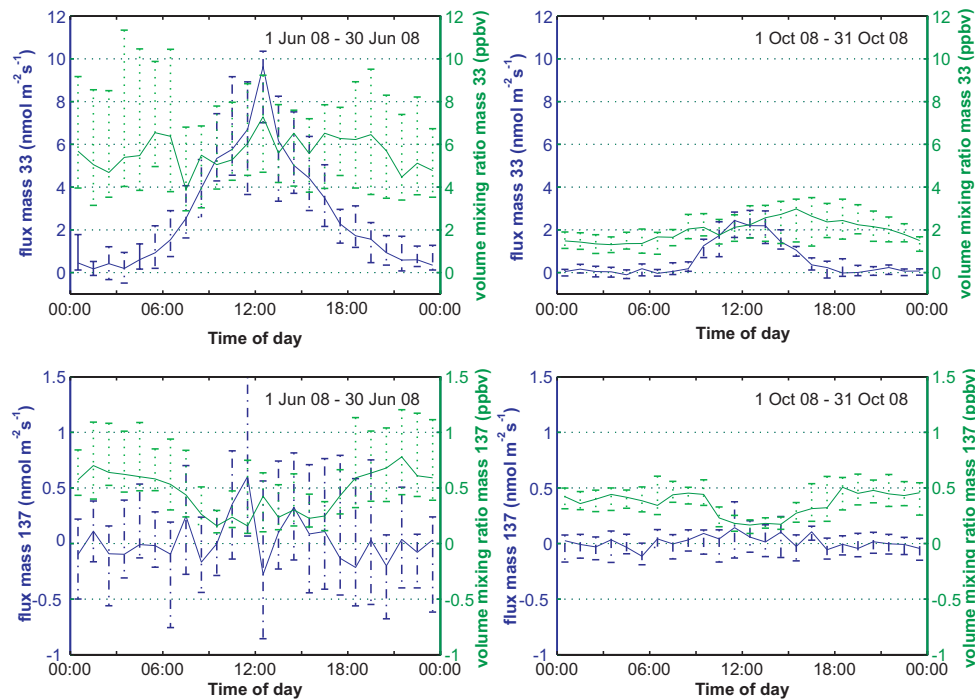 1 Jun 08 - 30 Jun 08
flux mass 33 (nmol m⁻² s⁻¹)
12
10
8
6
4
2
0
volume mixing ratio mass 33 (ppbv)
12
10
8
6
4
2
0
00:00 06:00 12:00 18:00 00:00
Time of day
1 Oct 08 - 31 Oct 08
flux mass 33 (nmol m⁻² s⁻¹)
12
10
8
6
4
2
0
volume mixing ratio mass 33 (ppbv)
12
10
8
6
4
2
0
00:00 06:00 12:00 18:00 00:00
Time of day
1 Jun 08 - 30 Jun 08
flux mass 137 (nmol m⁻² s⁻¹)
1.5
1
0.5
0
-0.5
-1
volume mixing ratio mass 137 (ppbv)
1.5
1
0.5
0
-0.5
-1
00:00 06:00 12:00 18:00 00:00
Time of day
1 Oct 08 - 31 Oct 08
flux mass 137 (nmol m⁻² s⁻¹)
1.5
1
0.5
0
-0.5
-1
volume mixing ratio mass 137 (ppbv)
1.5
1
0.5
0
-0.5
-1
00:00 06:00 12:00 18:00 00:00
Time of day